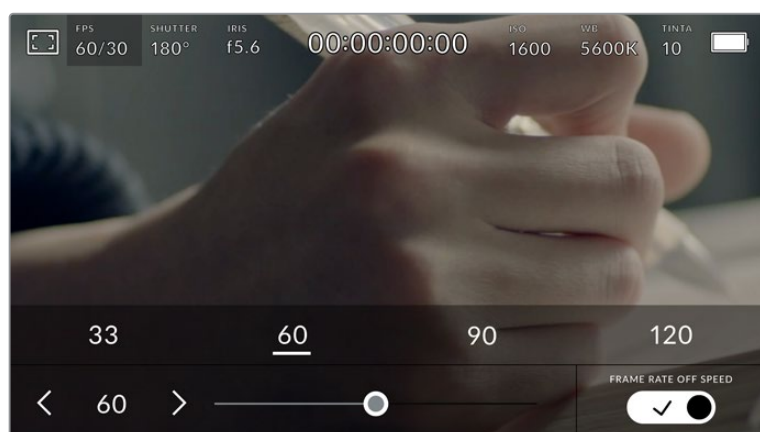 FPS SHUTTER IRIS ISO WB TINTA
60/30 180° f5.6 00:00:00:00 1600 5600K 10
33 60 90 120
FRAME RATE OFF SPEED
60